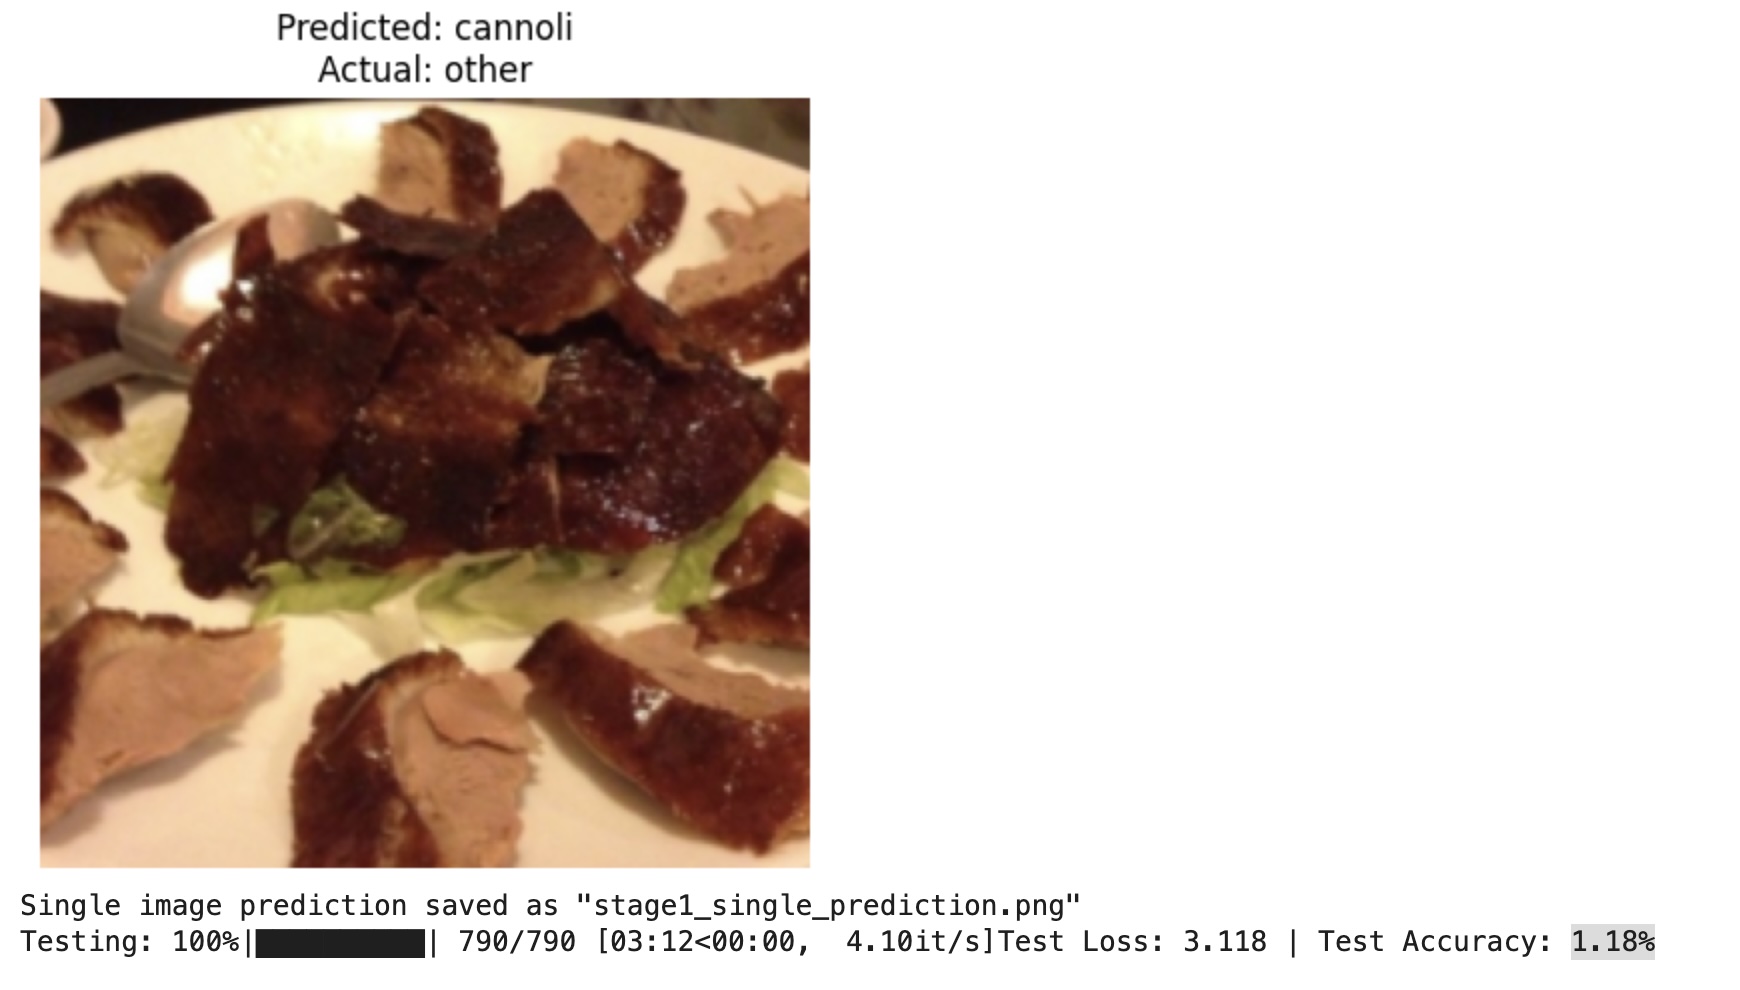 Predicted: cannoli
Actual: other
Single image prediction saved as "stage1_single_prediction.png"
Testing: 100%|██████████| 790/790 [03:12<00:00,  4.10it/s]Test Loss: 3.118 | Test Accuracy: 1.18%